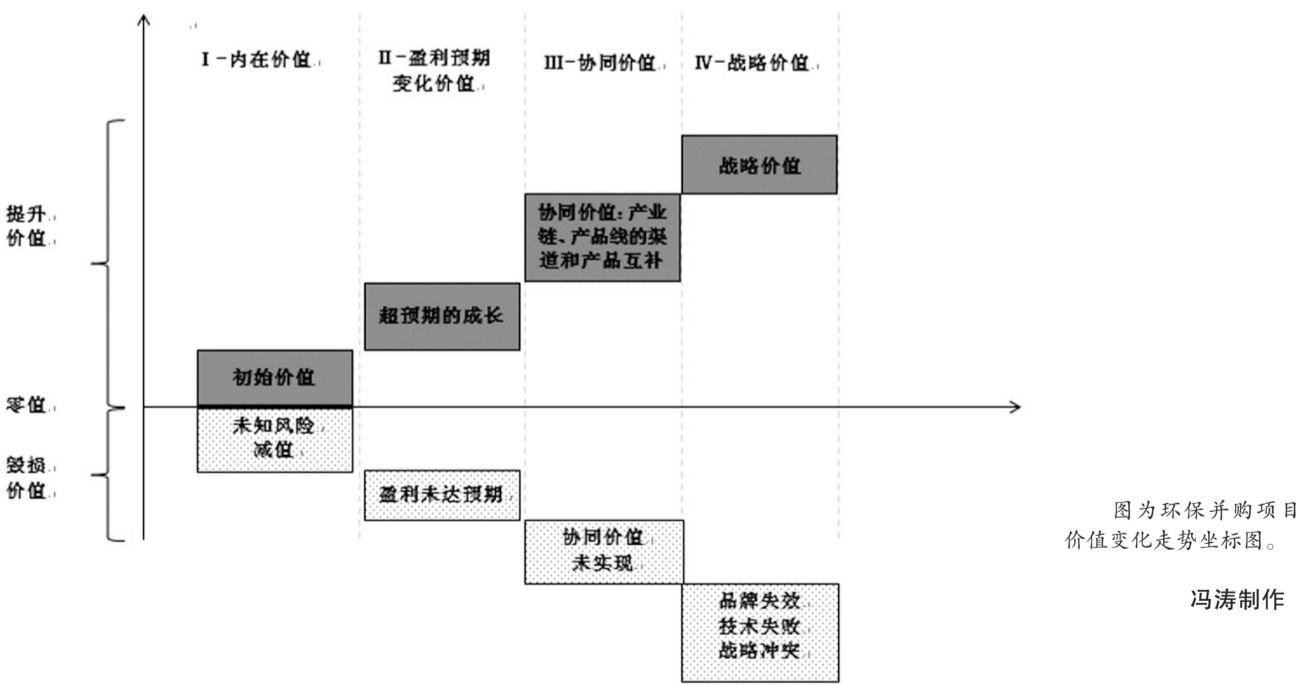 I-内在价值
II-盈利预期
变化价值
III-协同价值
IV-战略价值
提升
价值
零值
毁损
价值
战略价值
协同价值：产业
链、产品线的渠
道和产品互补
超预期的成长
初始价值
未知风险
减值
盈利未达预期
协同价值
未实现
品牌失效
技术失败
战略冲突
图为环保并购项目
价值变化走势坐标图。
冯涛制作